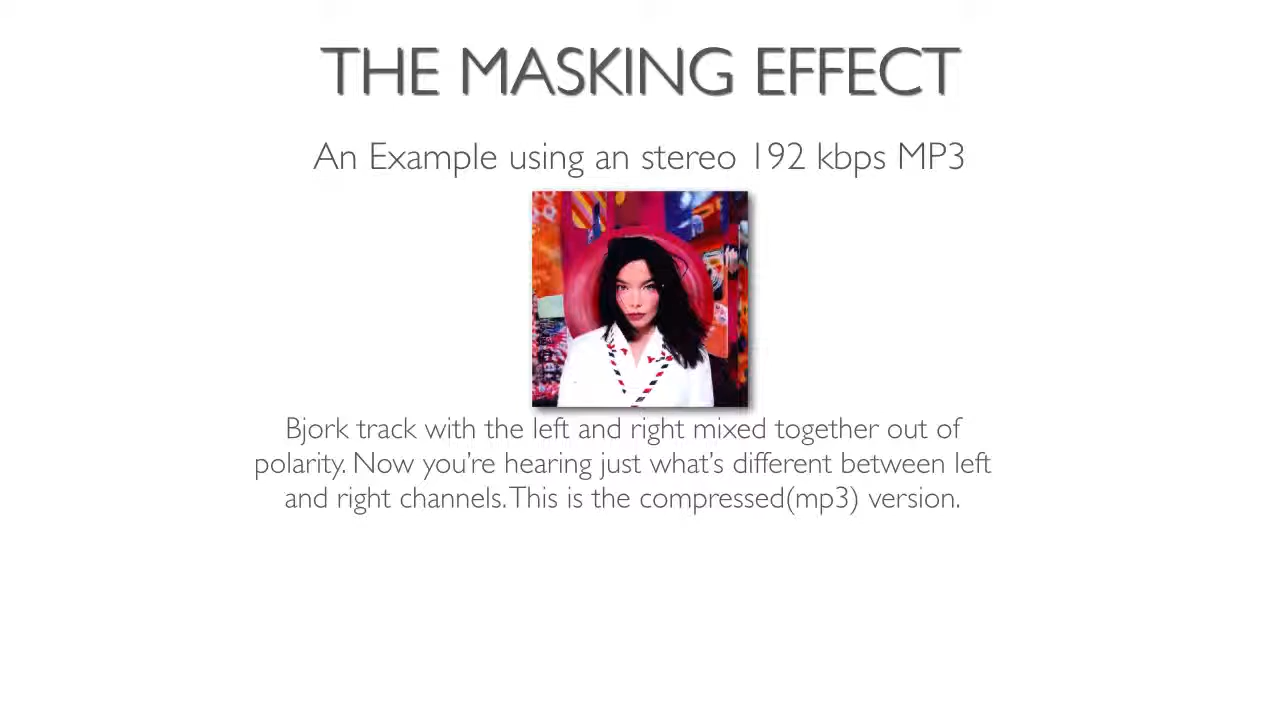 THE MASKING EFFECT
An Example using an stereo 192 kbps MP3
Bjork track with the left and right mixed together out of
polarity. Now you're hearing just what's different between left
and right channels. This is the compressed(mp3) version.